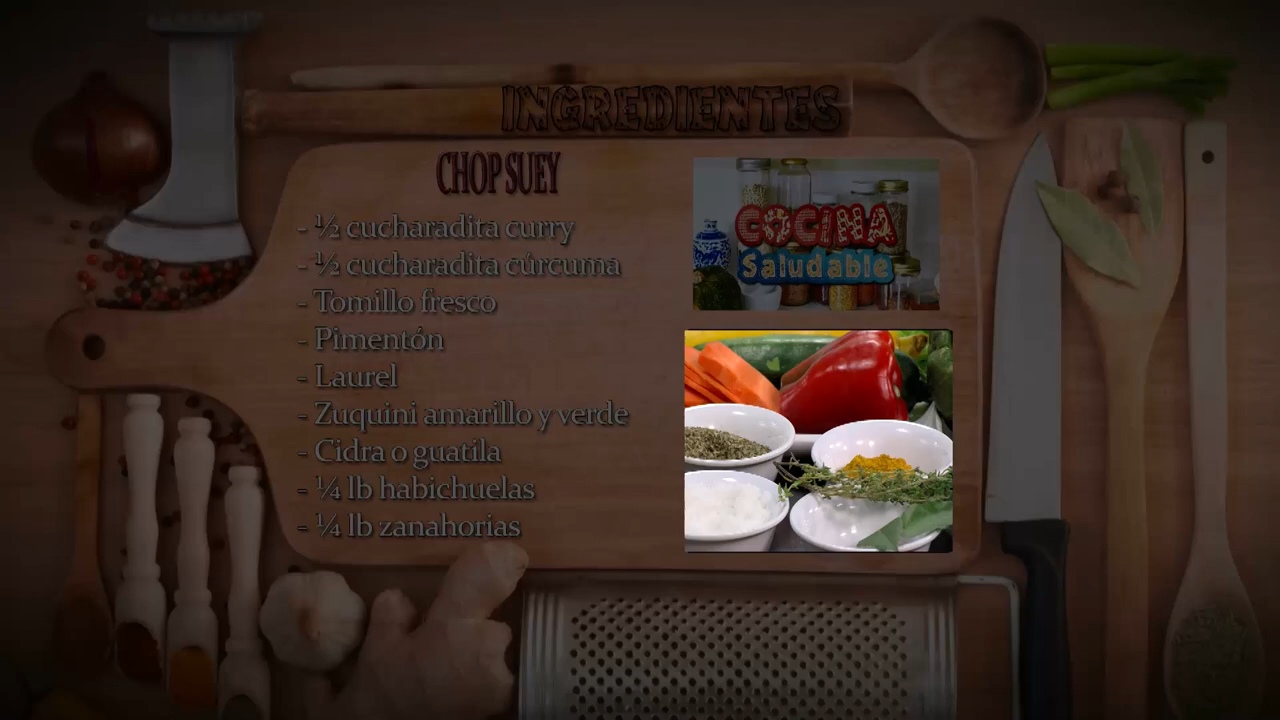 INGREDIENTES
CHOP SUEY
- ½ cucharadita curry
- ½ cucharadita cúrcuma
- Tomillo fresco
- Pimentón
- Laurel
- Zuquini amarillo y verde
- Cidra o guatila
- ¼ lb habichuelas
- ¼ lb zanahorias
COCINA
Saludable